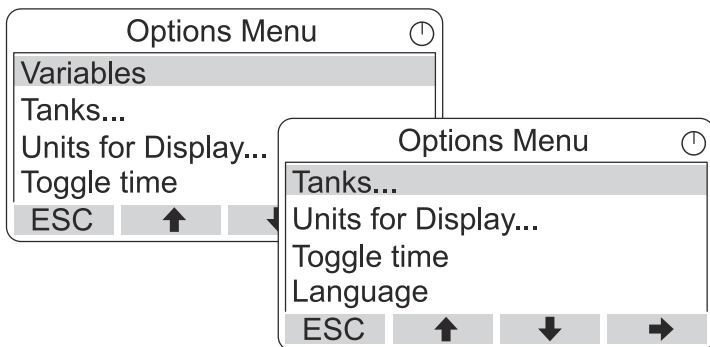 Options Menu
Variables
Tanks...
Units for Display...
Toggle time
ESC
Options Menu
Tanks...
Units for Display...
Toggle time
Language
ESC